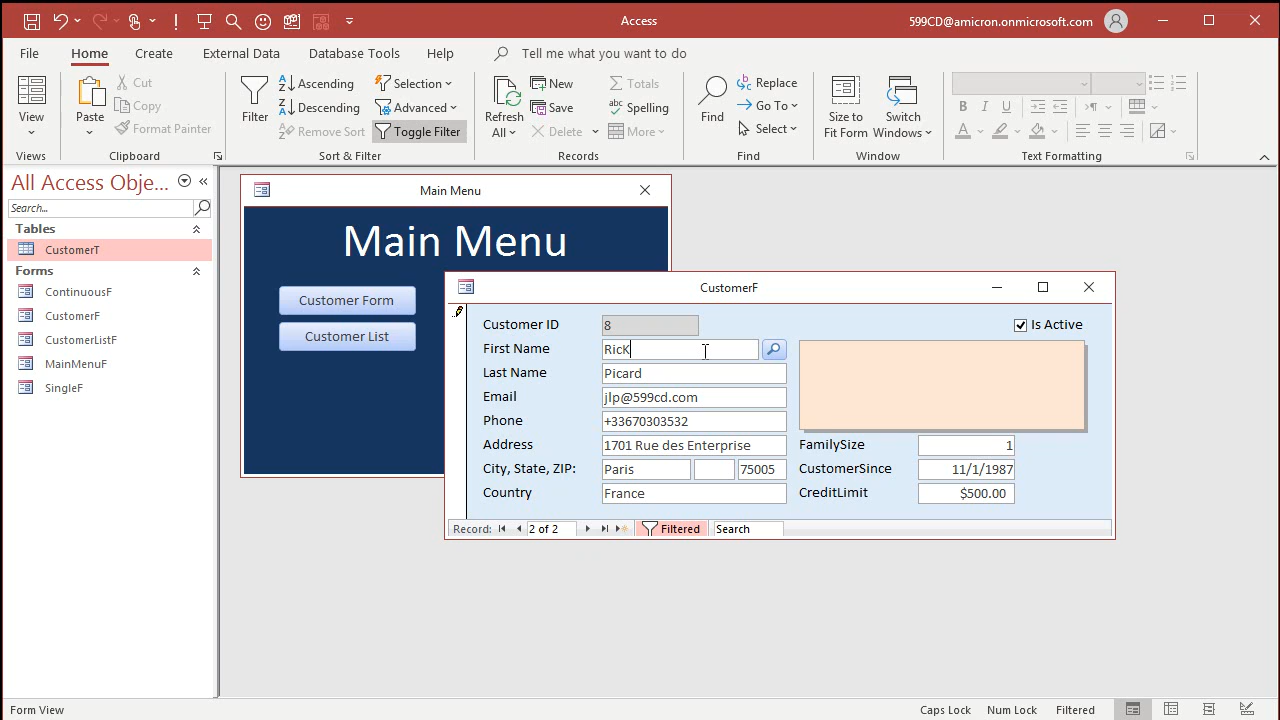 Access
599CD@amicron.onmicrosoft.com
File
Home
Create
External Data
Database Tools
Help
Tell me what you want to do
View
Views
Paste
Cut
Copy
Format Painter
Clipboard
Filter
Ascending
Descending
Remove Sort
Selection
Advanced
Toggle Filter
Sort & Filter
Refresh
All
New
Save
Delete
Totals
Spelling
More
Records
Find
Replace
Go To
Select
Find
Size to
Fit Form
Switch
Windows
Window
B I U
A
Text Formatting
All Access Obje...
Search...
Tables
CustomerT
Forms
ContinuousF
CustomerF
CustomerListF
MainMenuF
SingleF
Main Menu
Main Menu
Customer Form
Customer List
CustomerF
Customer ID 8
Is Active
First Name RicK
Last Name Picard
Email jlp@599cd.com
Phone +33670303532
Address 1701 Rue des Enterprise
City, State, ZIP: Paris 75005
Country France
FamilySize 1
CustomerSince 11/1/1987
CreditLimit $500.00
Record: 2 of 2 Filtered Search
Form View
Caps Lock Num Lock Filtered